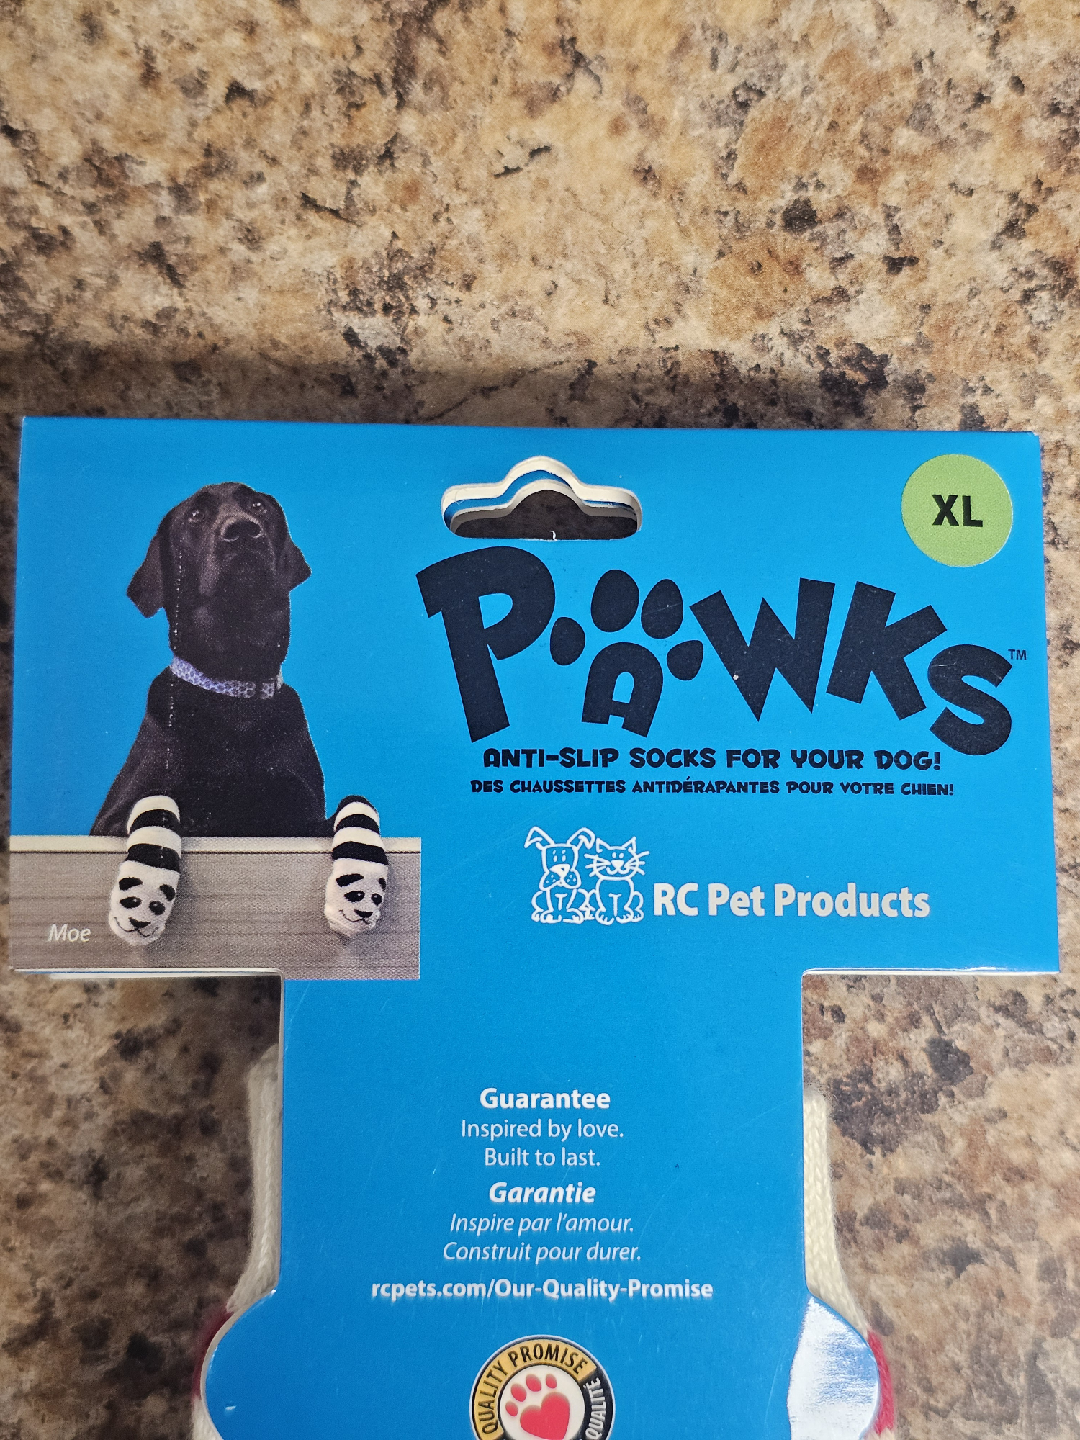 XL
PAWKS™
ANTI-SLIP SOCKS FOR YOUR DOG!
DES CHAUSSETTES ANTIDÉRAPANTES POUR VOTRE CHIEN!
RC Pet Products
Moe
Guarantee
Inspired by love.
Built to last.
Garantie
Inspire par l'amour.
Construit pour durer.
rcpets.com/Our-Quality-Promise
QUALITY PROMISE
QUALITÉ